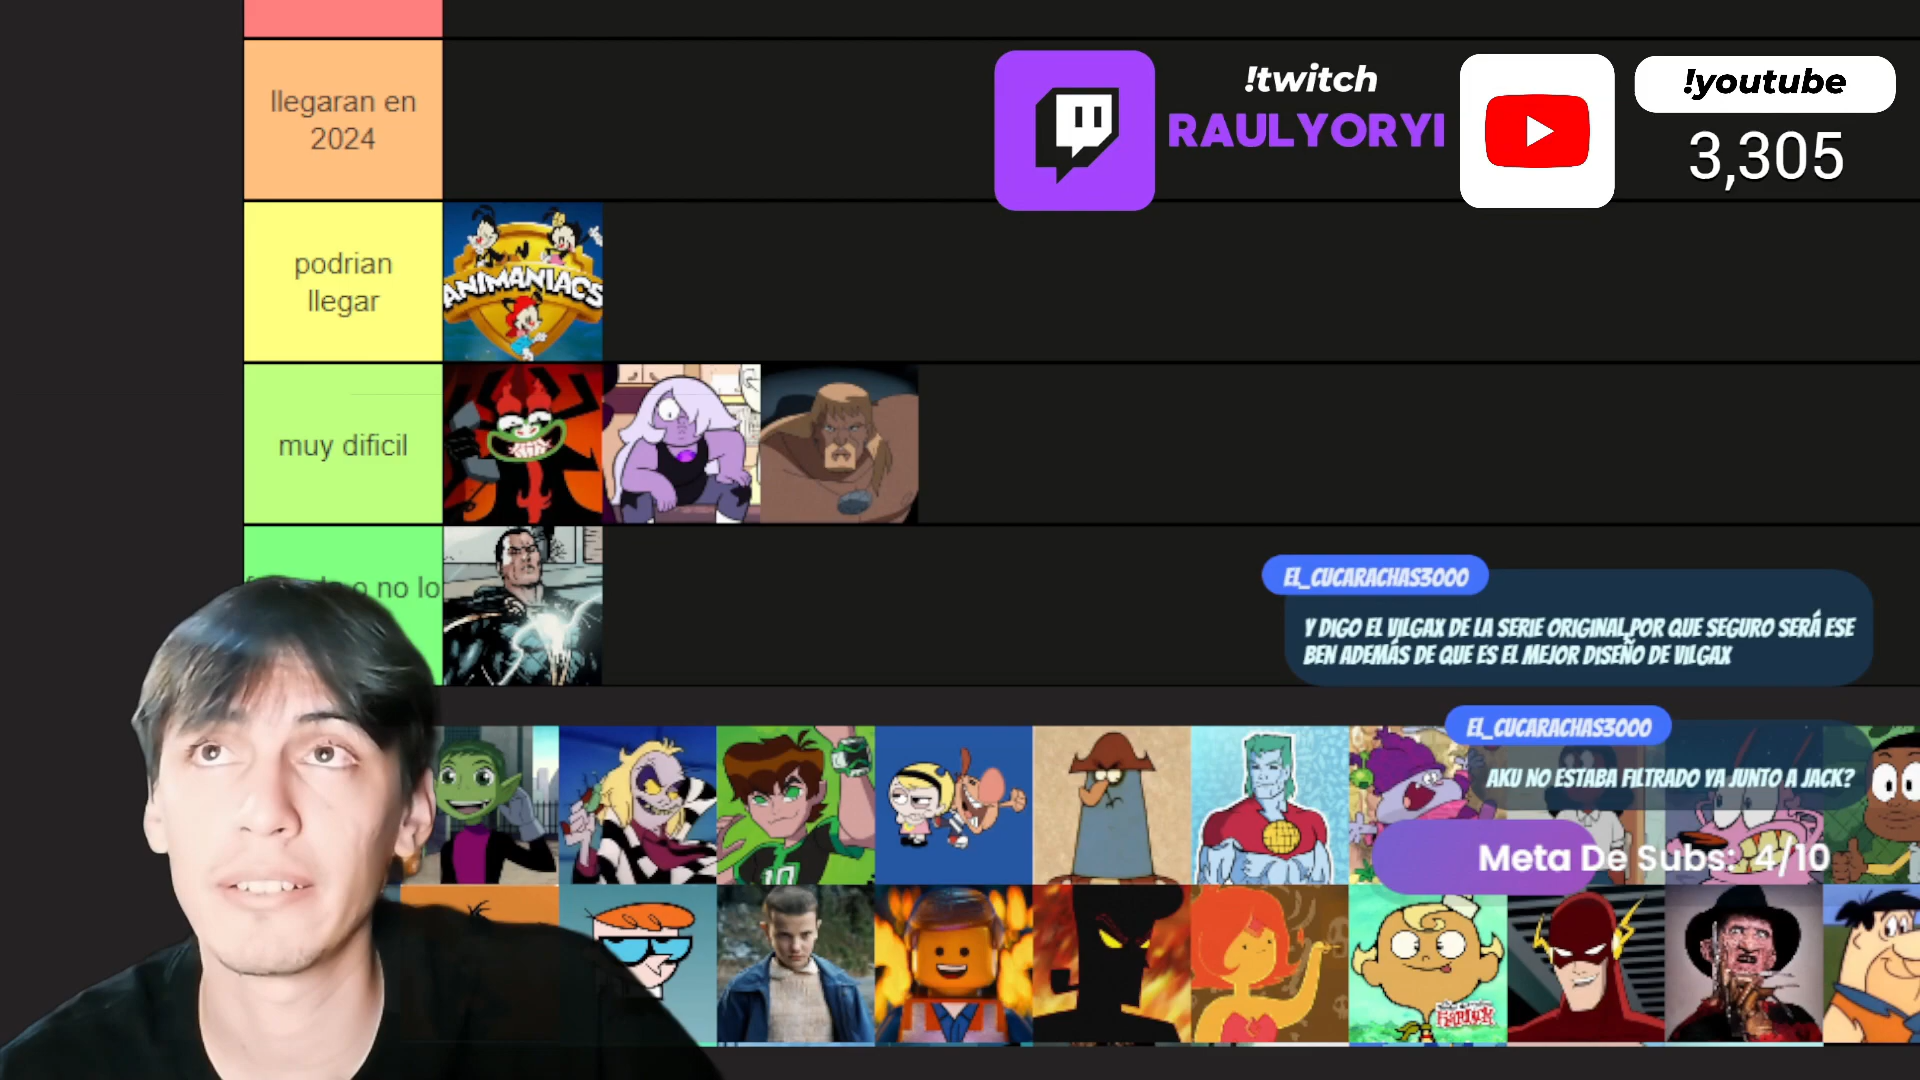 llegaran en
2024
!twitch
RAULYORYI
!youtube
3,305
podrian
llegar
ANIMANIACS
muy dificil
no lo
EL_CUCARACHAS3000
Y DIGO EL VILGAX DE LA SERIE ORIGINAL POR QUE SEGURO SERÁ ESE
BEN ADEMÁS DE QUE ES EL MEJOR DISEÑO DE VILGAX
EL_CUCARACHAS3000
AKU NO ESTABA FILTRADO YA JUNTO A JACK?
Meta De Subs: 4/10
10
FLAPJACK